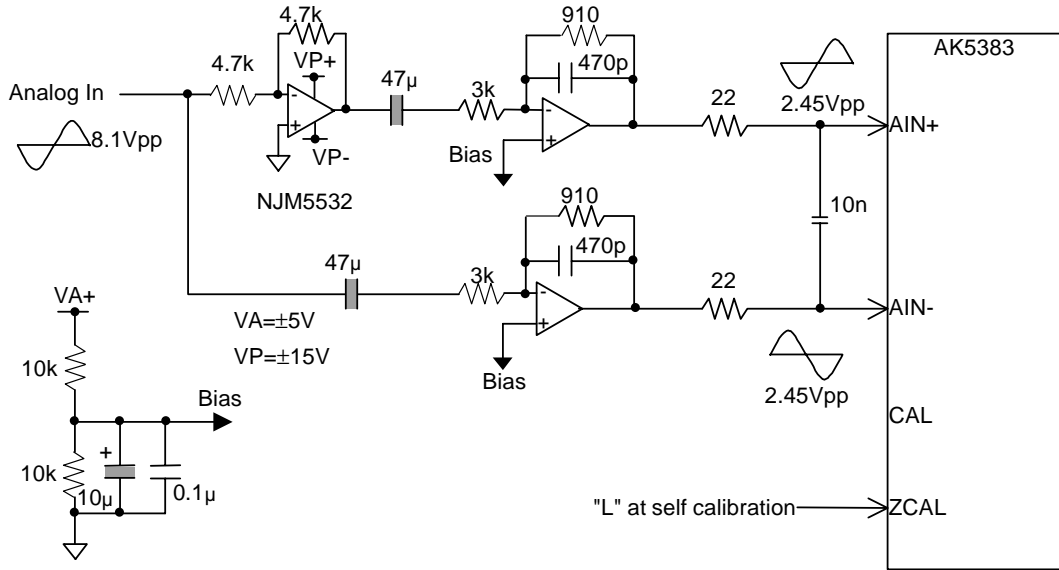 4.7k
910
AK5383
VP+
470p
4.7k
47µ
3k
22
2.45Vpp
Analog In
-
+
-
+
AIN+
8.1Vpp
VP-
Bias
NJM5532
910
10n
470p
47µ
3k
22
VA+
-
+
AIN-
VA=±5V
VP=±15V
10k
Bias
Bias
2.45Vpp
CAL
+
10k
10µ
0.1µ
"L" at self calibration
ZCAL